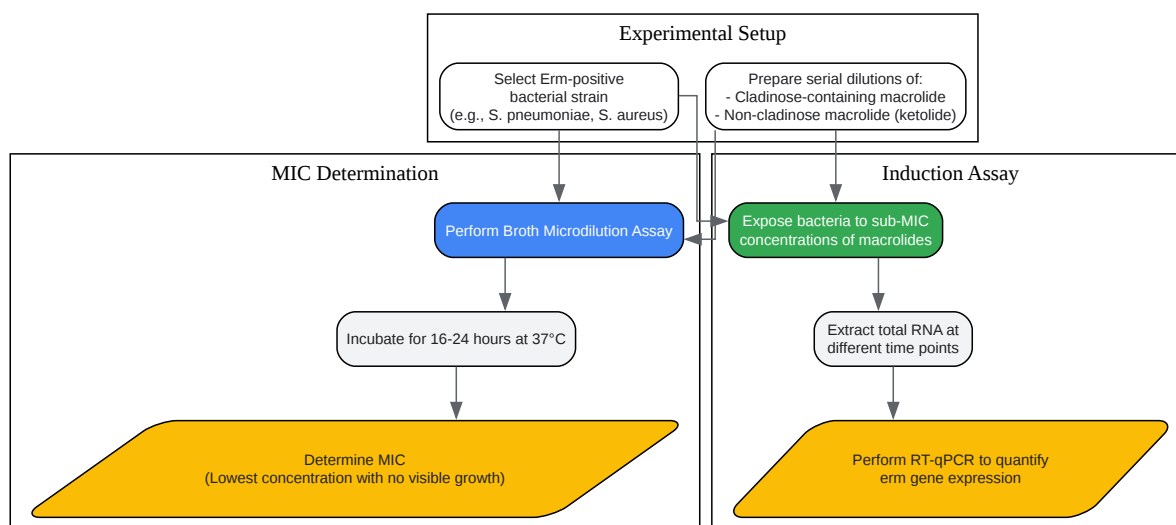 Experimental Setup
Select Erm-positive
bacterial strain
(e.g., S. pneumoniae, S. aureus)
Prepare serial dilutions of:
- Cladinose-containing macrolide
- Non-cladinose macrolide (ketolide)
MIC Determination
Perform Broth Microdilution Assay
Incubate for 16-24 hours at 37°C
Determine MIC
(Lowest concentration with no visible growth)
Induction Assay
Expose bacteria to sub-MIC
concentrations of macrolides
Extract total RNA at
different time points
Perform RT-qPCR to quantify
erm gene expression